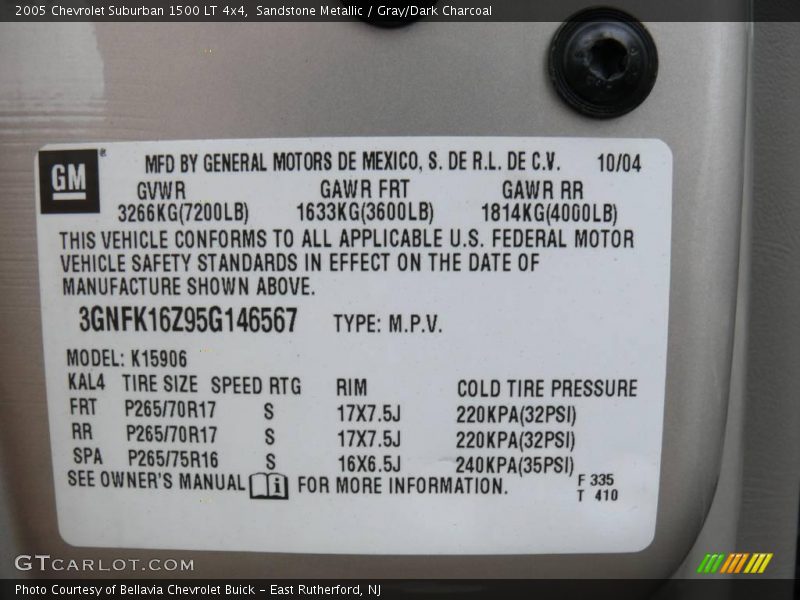 2005 Chevrolet Suburban 1500 LT 4x4, Sandstone Metallic / Gray/Dark Charcoal
GM® MFD BY GENERAL MOTORS DE MEXICO, S. DE R.L. DE C.V. 10/04
GVWR GAWR FRT GAWR RR
3266KG(7200LB) 1633KG(3600LB) 1814KG(4000LB)
THIS VEHICLE CONFORMS TO ALL APPLICABLE U.S. FEDERAL MOTOR
VEHICLE SAFETY STANDARDS IN EFFECT ON THE DATE OF
MANUFACTURE SHOWN ABOVE.
3GNFK16Z95G146567 TYPE: M.P.V.
MODEL: K15906
KAL4 TIRE SIZE SPEED RTG RIM COLD TIRE PRESSURE
FRT P265/70R17 S 17X7.5J 220KPA(32PSI)
RR P265/70R17 S 17X7.5J 220KPA(32PSI)
SPA P265/75R16 S 16X6.5J 240KPA(35PSI)
SEE OWNER'S MANUAL i FOR MORE INFORMATION. F 335
T 410
GTCARLOT.COM
Photo Courtesy of Bellavia Chevrolet Buick – East Rutherford, NJ